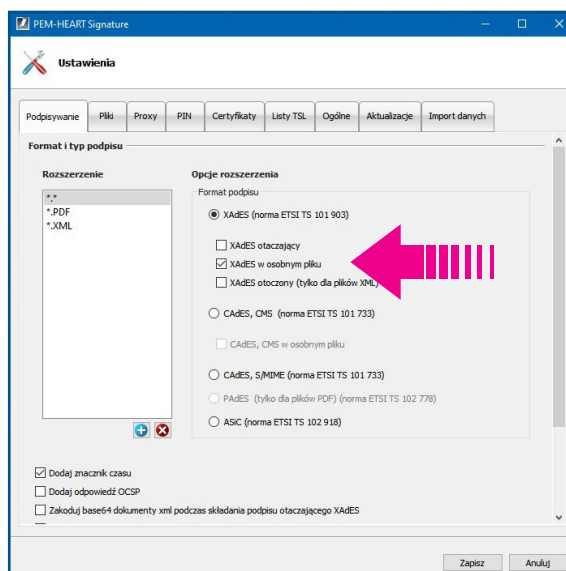 PEM-HEART Signature
Ustawienia
Podpisywanie Pliki Proxy PIN Certyfikaty Listy TSL Ogólne Aktualizacje Import danych
Format i typ podpisu
Rozszerzenie
*.*
*.PDF
*.XML
Opcje rozszerzenia
Format podpisu
XAdES (norma ETSI TS 101 903)
XAdES otaczający
XAdES w osobnym pliku
XAdES otoczony (tylko dla plików XML)
CAdES, CMS (norma ETSI TS 101 733)
CAdES, CMS w osobnym pliku
CAdES, S/MIME (norma ETSI TS 101 733)
PAdES (tylko dla plików PDF) (norma ETSI TS 102 778)
ASiC (norma ETSI TS 102 918)
Dodaj znacznik czasu
Dodaj odpowiedź OCSP
Zakoduj base64 dokumenty xml podczas składania podpisu otaczającego XAdES
Zapisz Anuluj